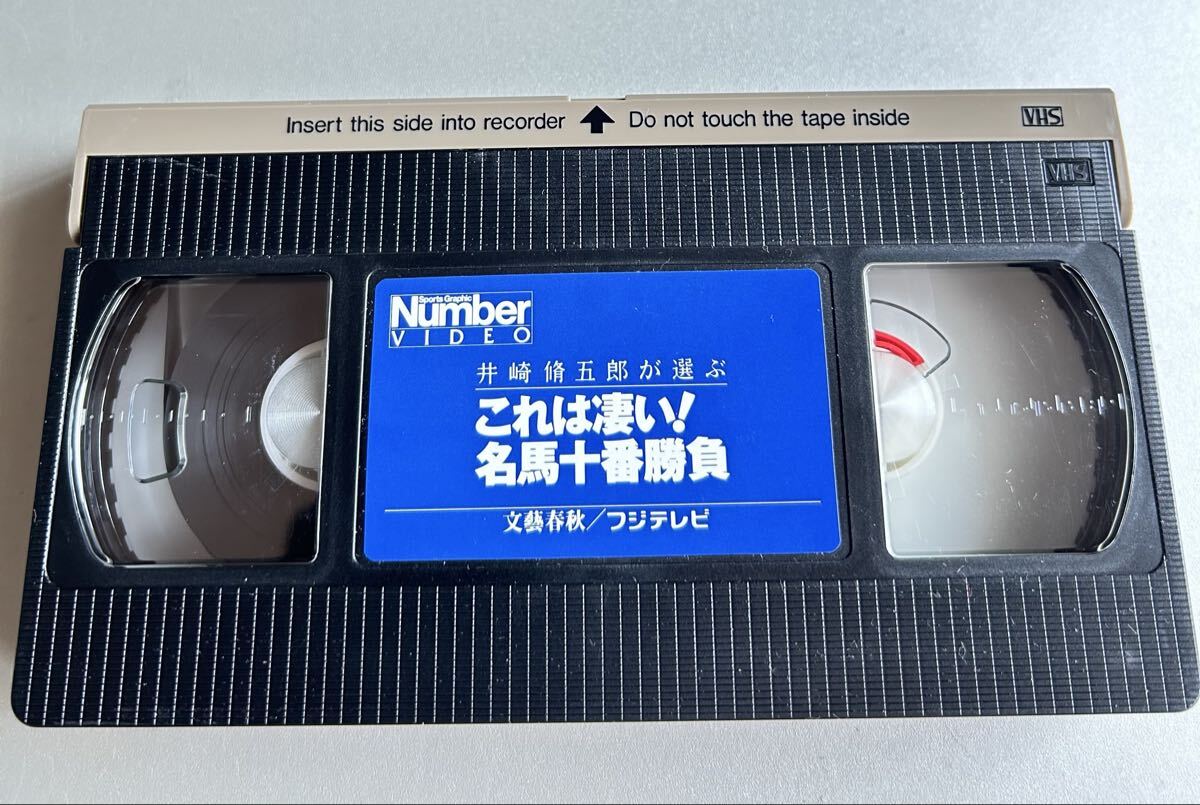 Insert this side into recorder Do not touch the tape inside VHS
VHS
Sports Graphic
Number
VIDEO
井崎脩五郎が選ぶ
これは凄い!
名馬十番勝負
文藝春秋/フジテレビ